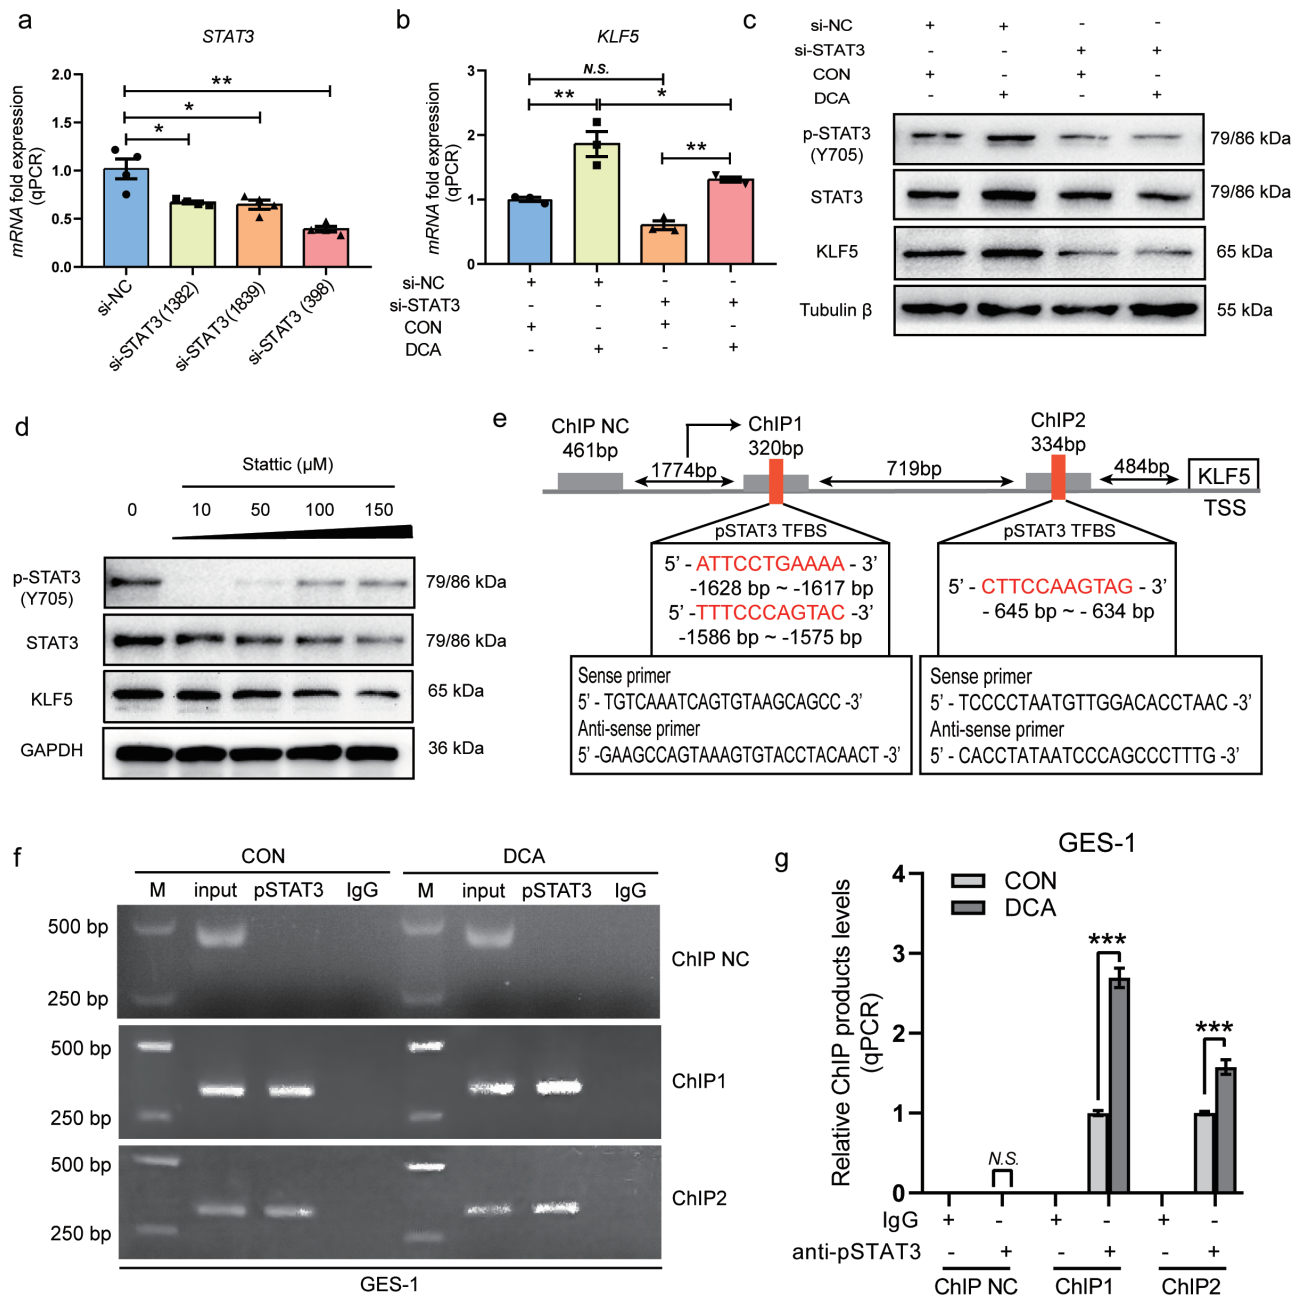 a
STAT3
mRNA fold expression
(qPCR)
2.0
1.5
1.0
0.5
0.0
**
*
*
si-NC
si-STAT3 (1382)
si-STAT3 (1839)
si-STAT3 (398)
b
KLF5
mRNA fold expression
(qPCR)
3
2
1
0
N.S.
** *
**
si-NC + - + - -
si-STAT3 - - + +
CON + - + -
DCA - + - +
c
si-NC + + - -
si-STAT3 - - + +
CON + - + -
DCA - + - +
p-STAT3
(Y705)
79/86 kDa
STAT3 79/86 kDa
KLF5 65 kDa
Tubulin β 55 kDa
d
Stattic (μM)
0 10 50 100 150
p-STAT3
(Y705)
79/86 kDa
STAT3 79/86 kDa
KLF5 65 kDa
GAPDH 36 kDa
e
ChIP NC
461bp
1774bp
ChIP1
320bp
719bp
ChIP2
334bp
484bp
KLF5
TSS
pSTAT3 TFBS
5’ - ATTCCTGAAAA - 3’
-1628 bp ~ -1617 bp
5’ -TTTCCCAGTAC -3’
-1586 bp ~ -1575 bp
Sense primer
5’ - TGTCAAATCAGTGTAAGCAGCC -3’
Anti-sense primer
5’ -GAAGCCAGTAAAGTGTACCTACAACT -3’
pSTAT3 TFBS
5’ - CTTCCAAGTAG - 3’
- 645 bp ~ - 634 bp
Sense primer
5’ - TCCCCTAATGTTGGACACCTAAC -3’
Anti-sense primer
5’ - CACCTATAATCCCAGCCCTTTG -3’
f
CON DCA
M input pSTAT3 IgG M input pSTAT3 IgG
500 bp
250 bp
ChIP NC
500 bp
250 bp
ChIP1
500 bp
250 bp
ChIP2
GES-1
g
GES-1
Relative ChIP products levels
(qPCR)
4
3
2
1
0
CON
DCA
N.S.
***
***
IgG + - + - + -
anti-pSTAT3 - + - + - +
ChIP NC ChIP1 ChIP2